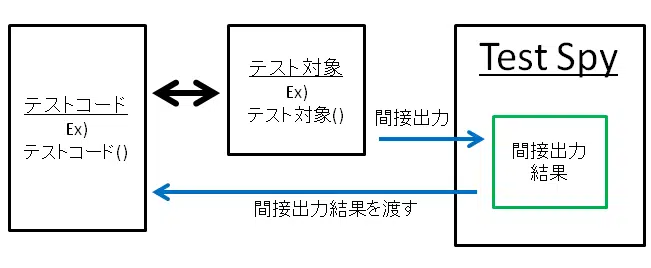 テストコード
Ex)
テストコード()
テスト対象
Ex)
テスト対象()
間接出力
Test Spy
間接出力
結果
間接出力結果を渡す